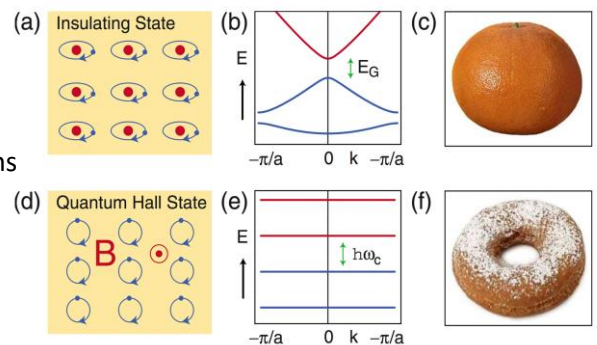 (a) Insulating State
(b)
E
E_G
−π/a 0 k −π/a
(c)
ns
(d) Quantum Hall State
B
(e)
E
hω_c
−π/a 0 k −π/a
(f)